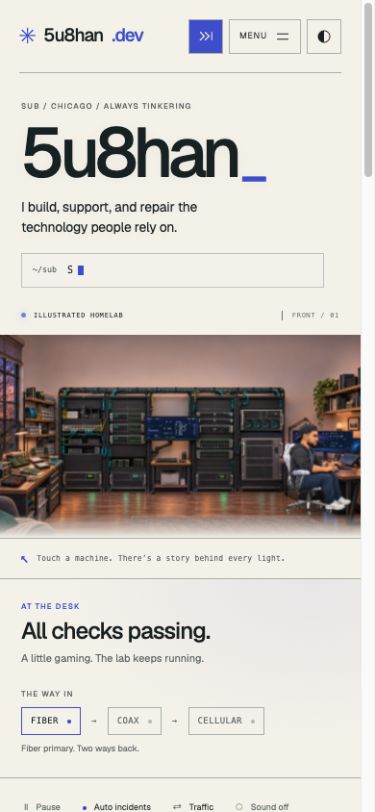 5u8han .dev
MENU
SUB / CHICAGO / ALWAYS TINKERING
5u8han_
I build, support, and repair the
technology people rely on.
~/sub S
ILLUSTRATED HOMELAB
FRONT / 01
Touch a machine. There's a story behind every light.
AT THE DESK
All checks passing.
A little gaming. The lab keeps running.
THE WAY IN
FIBER → COAX → CELLULAR
Fiber primary. Two ways back.
Pause Auto incidents Traffic Sound off